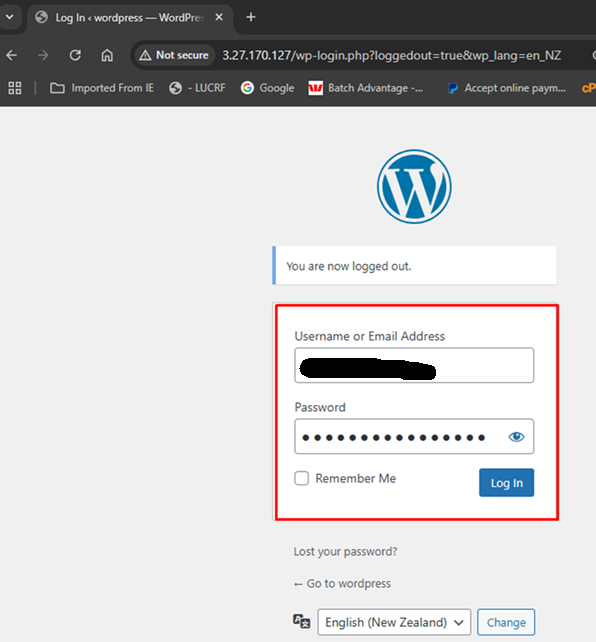 Log In ‹ wordpress — WordPres
Not secure 3.27.170.127/wp-login.php?loggedout=true&wp_lang=en_NZ
Imported From IE - LUCRF Google Batch Advantage -... Accept online paym... cP
You are now logged out.
Username or Email Address
Password
Remember Me Log In
Lost your password?
← Go to wordpress
English (New Zealand) Change